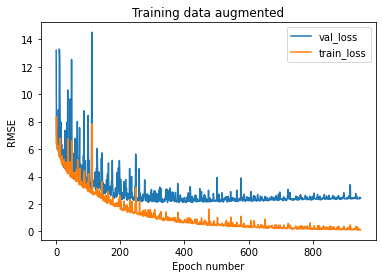 Training data augmented
val_loss
train_loss
RMSE
14
12
10
8
6
4
2
0
0 200 400 600 800
Epoch number